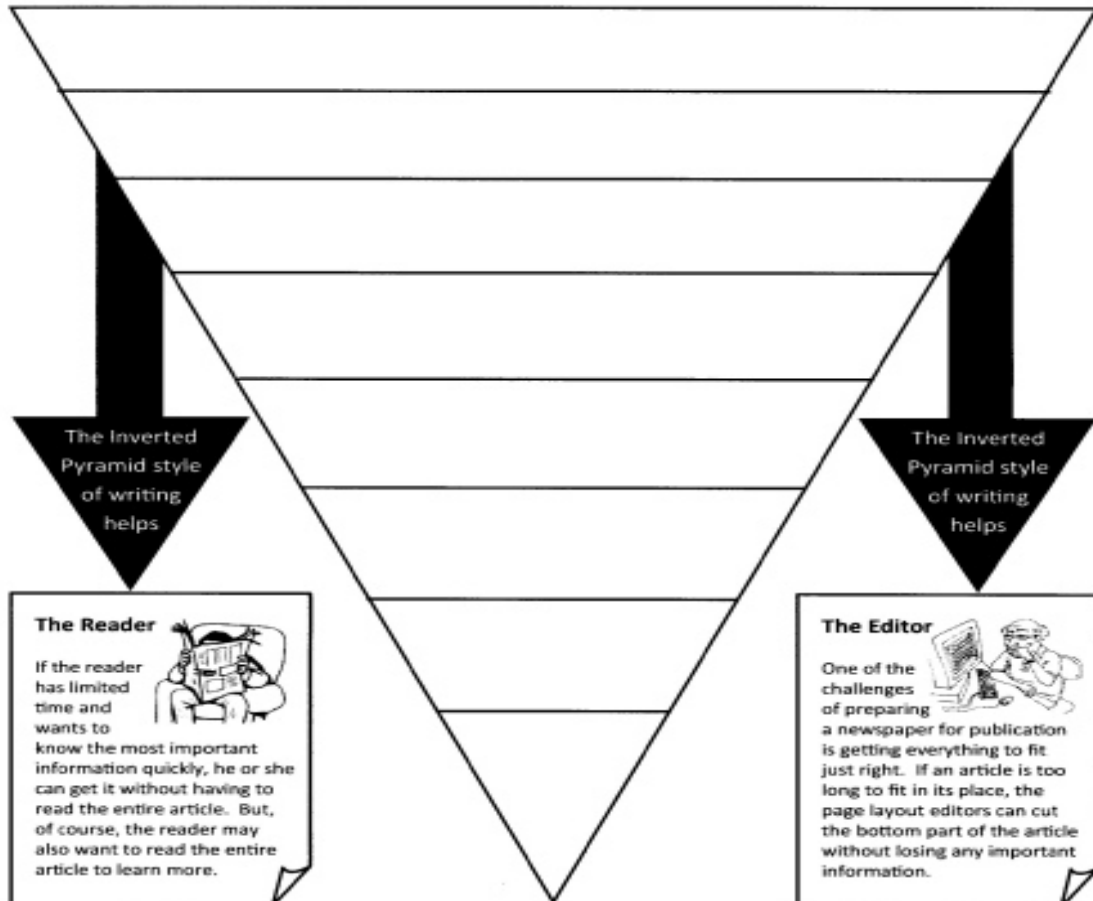 The Inverted
Pyramid style
of writing
helps
The Inverted
Pyramid style
of writing
helps
The Reader
If the reader
has limited
time and
wants to
know the most important
information quickly, he or she
can get it without having to
read the entire article.  But,
of course, the reader may
also want to read the entire
article to learn more.
The Editor
One of the
challenges
of preparing
a newspaper for publication
is getting everything to fit
just right.  If an article is too
long to fit in its place, the
page layout editors can cut
the bottom part of the article
without losing any important
information.